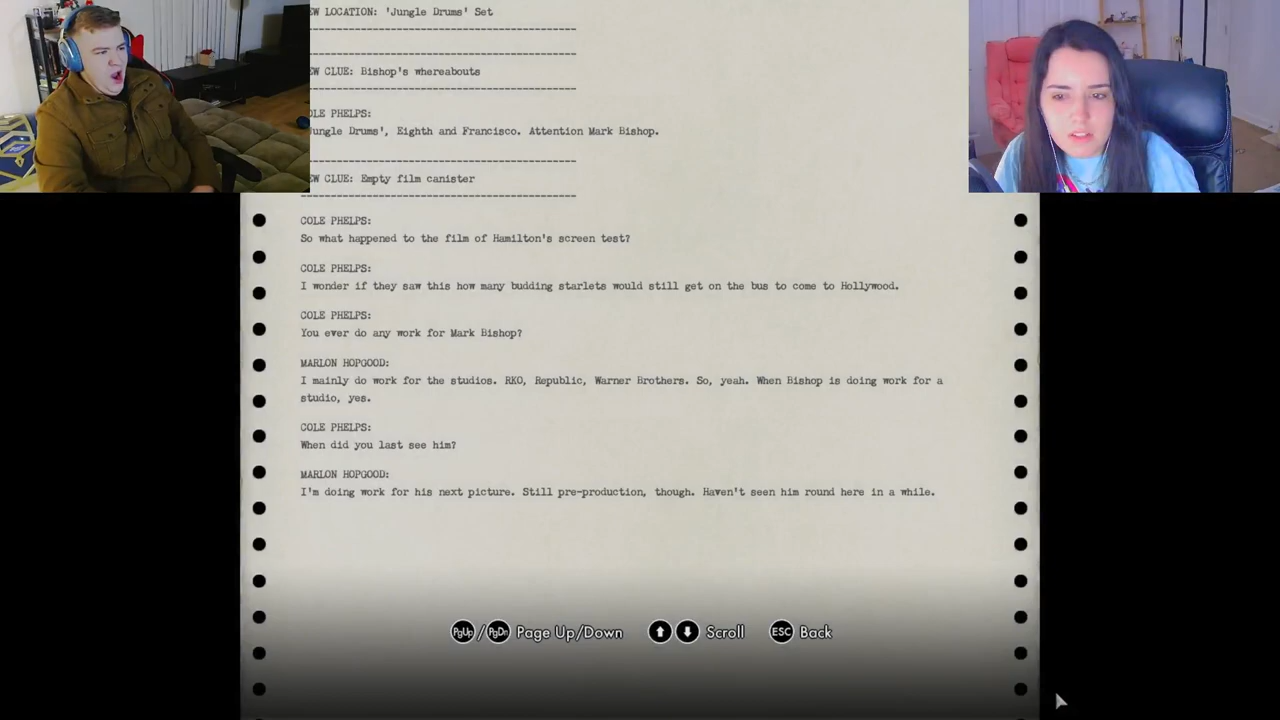 EW LOCATION: 'Jungle Drums' Set
EW CLUE: Bishop's whereabouts
OLE PHELPS:
Jungle Drums', Eighth and Francisco. Attention Mark Bishop.
EW CLUE: Empty film canister
COLE PHELPS:
So what happened to the film of Hamilton's screen test?
COLE PHELPS:
I wonder if they saw this how many budding starlets would still get on the bus to come to Hollywood.
COLE PHELPS:
You ever do any work for Mark Bishop?
MARLON HOPGOOD:
I mainly do work for the studios. RKO, Republic, Warner Brothers. So, yeah. When Bishop is doing work for a
studio, yes.
COLE PHELPS:
When did you last see him?
MARLON HOPGOOD:
I'm doing work for his next picture. Still pre-production, though. Haven't seen him round here in a while.
PgUp / PgDn Page Up/Down Scroll ESC Back